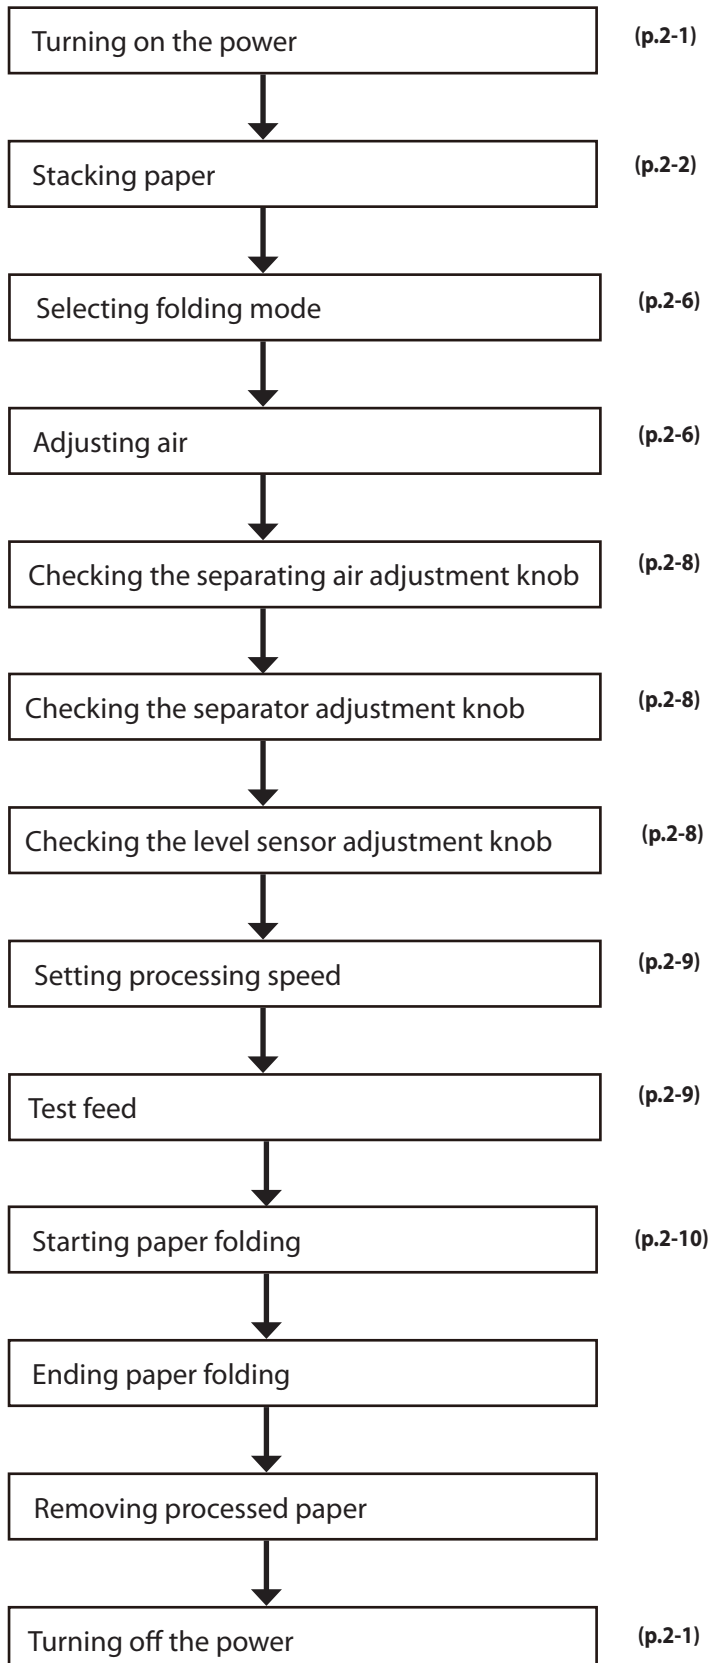 Turning on the power (p.2-1)
Stacking paper (p.2-2)
Selecting folding mode (p.2-6)
Adjusting air (p.2-6)
Checking the separating air adjustment knob (p.2-8)
Checking the separator adjustment knob (p.2-8)
Checking the level sensor adjustment knob (p.2-8)
Setting processing speed (p.2-9)
Test feed (p.2-9)
Starting paper folding (p.2-10)
Ending paper folding
Removing processed paper
Turning off the power (p.2-1)